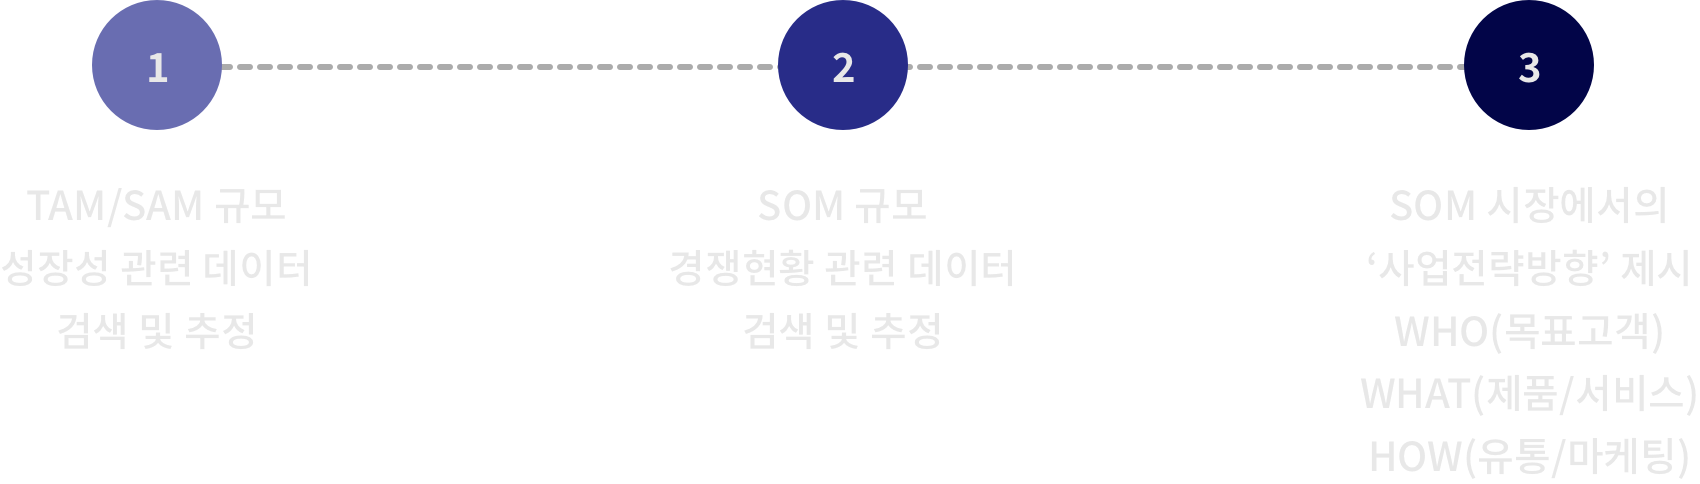 1
TAM/SAM 규모
성장성 관련 데이터
검색 및 추정
2
SOM 규모
경쟁현황 관련 데이터
검색 및 추정
3
SOM 시장에서의
‘사업전략방향’ 제시
WHO(목표고객)
WHAT(제품/서비스)
HOW(유통/마케팅)